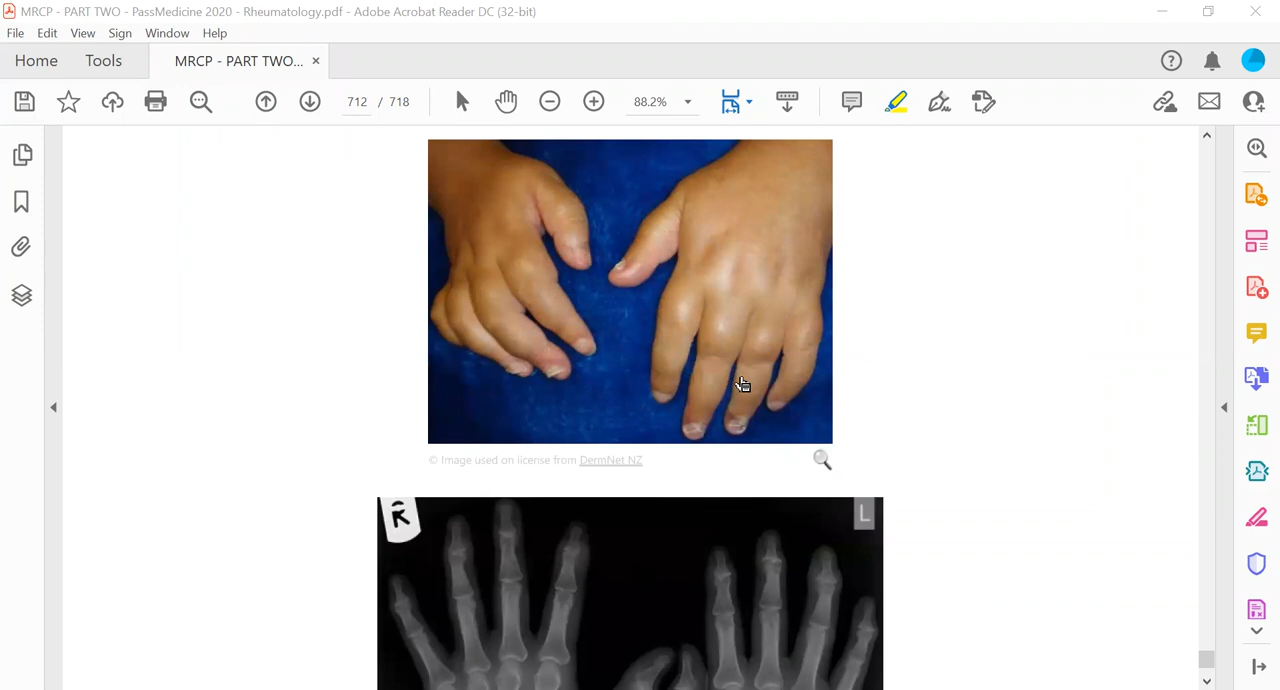 MRCP - PART TWO - PassMedicine 2020 - Rheumatology.pdf - Adobe Acrobat Reader DC (32-bit)
File Edit View Sign Window Help
Home Tools MRCP - PART TWO... ×
712 / 718 88.2%
© Image used on license from DermNet NZ
R L